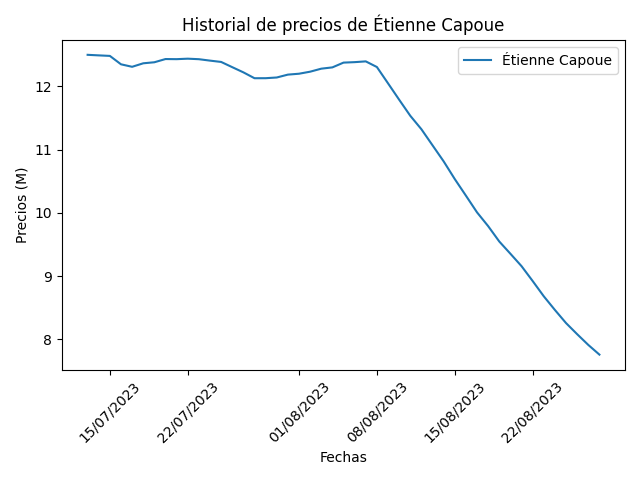 Historial de precios de Étienne Capoue
Étienne Capoue
Precios (M)
12
11
10
9
8
15/07/2023
22/07/2023
01/08/2023
08/08/2023
15/08/2023
22/08/2023
Fechas